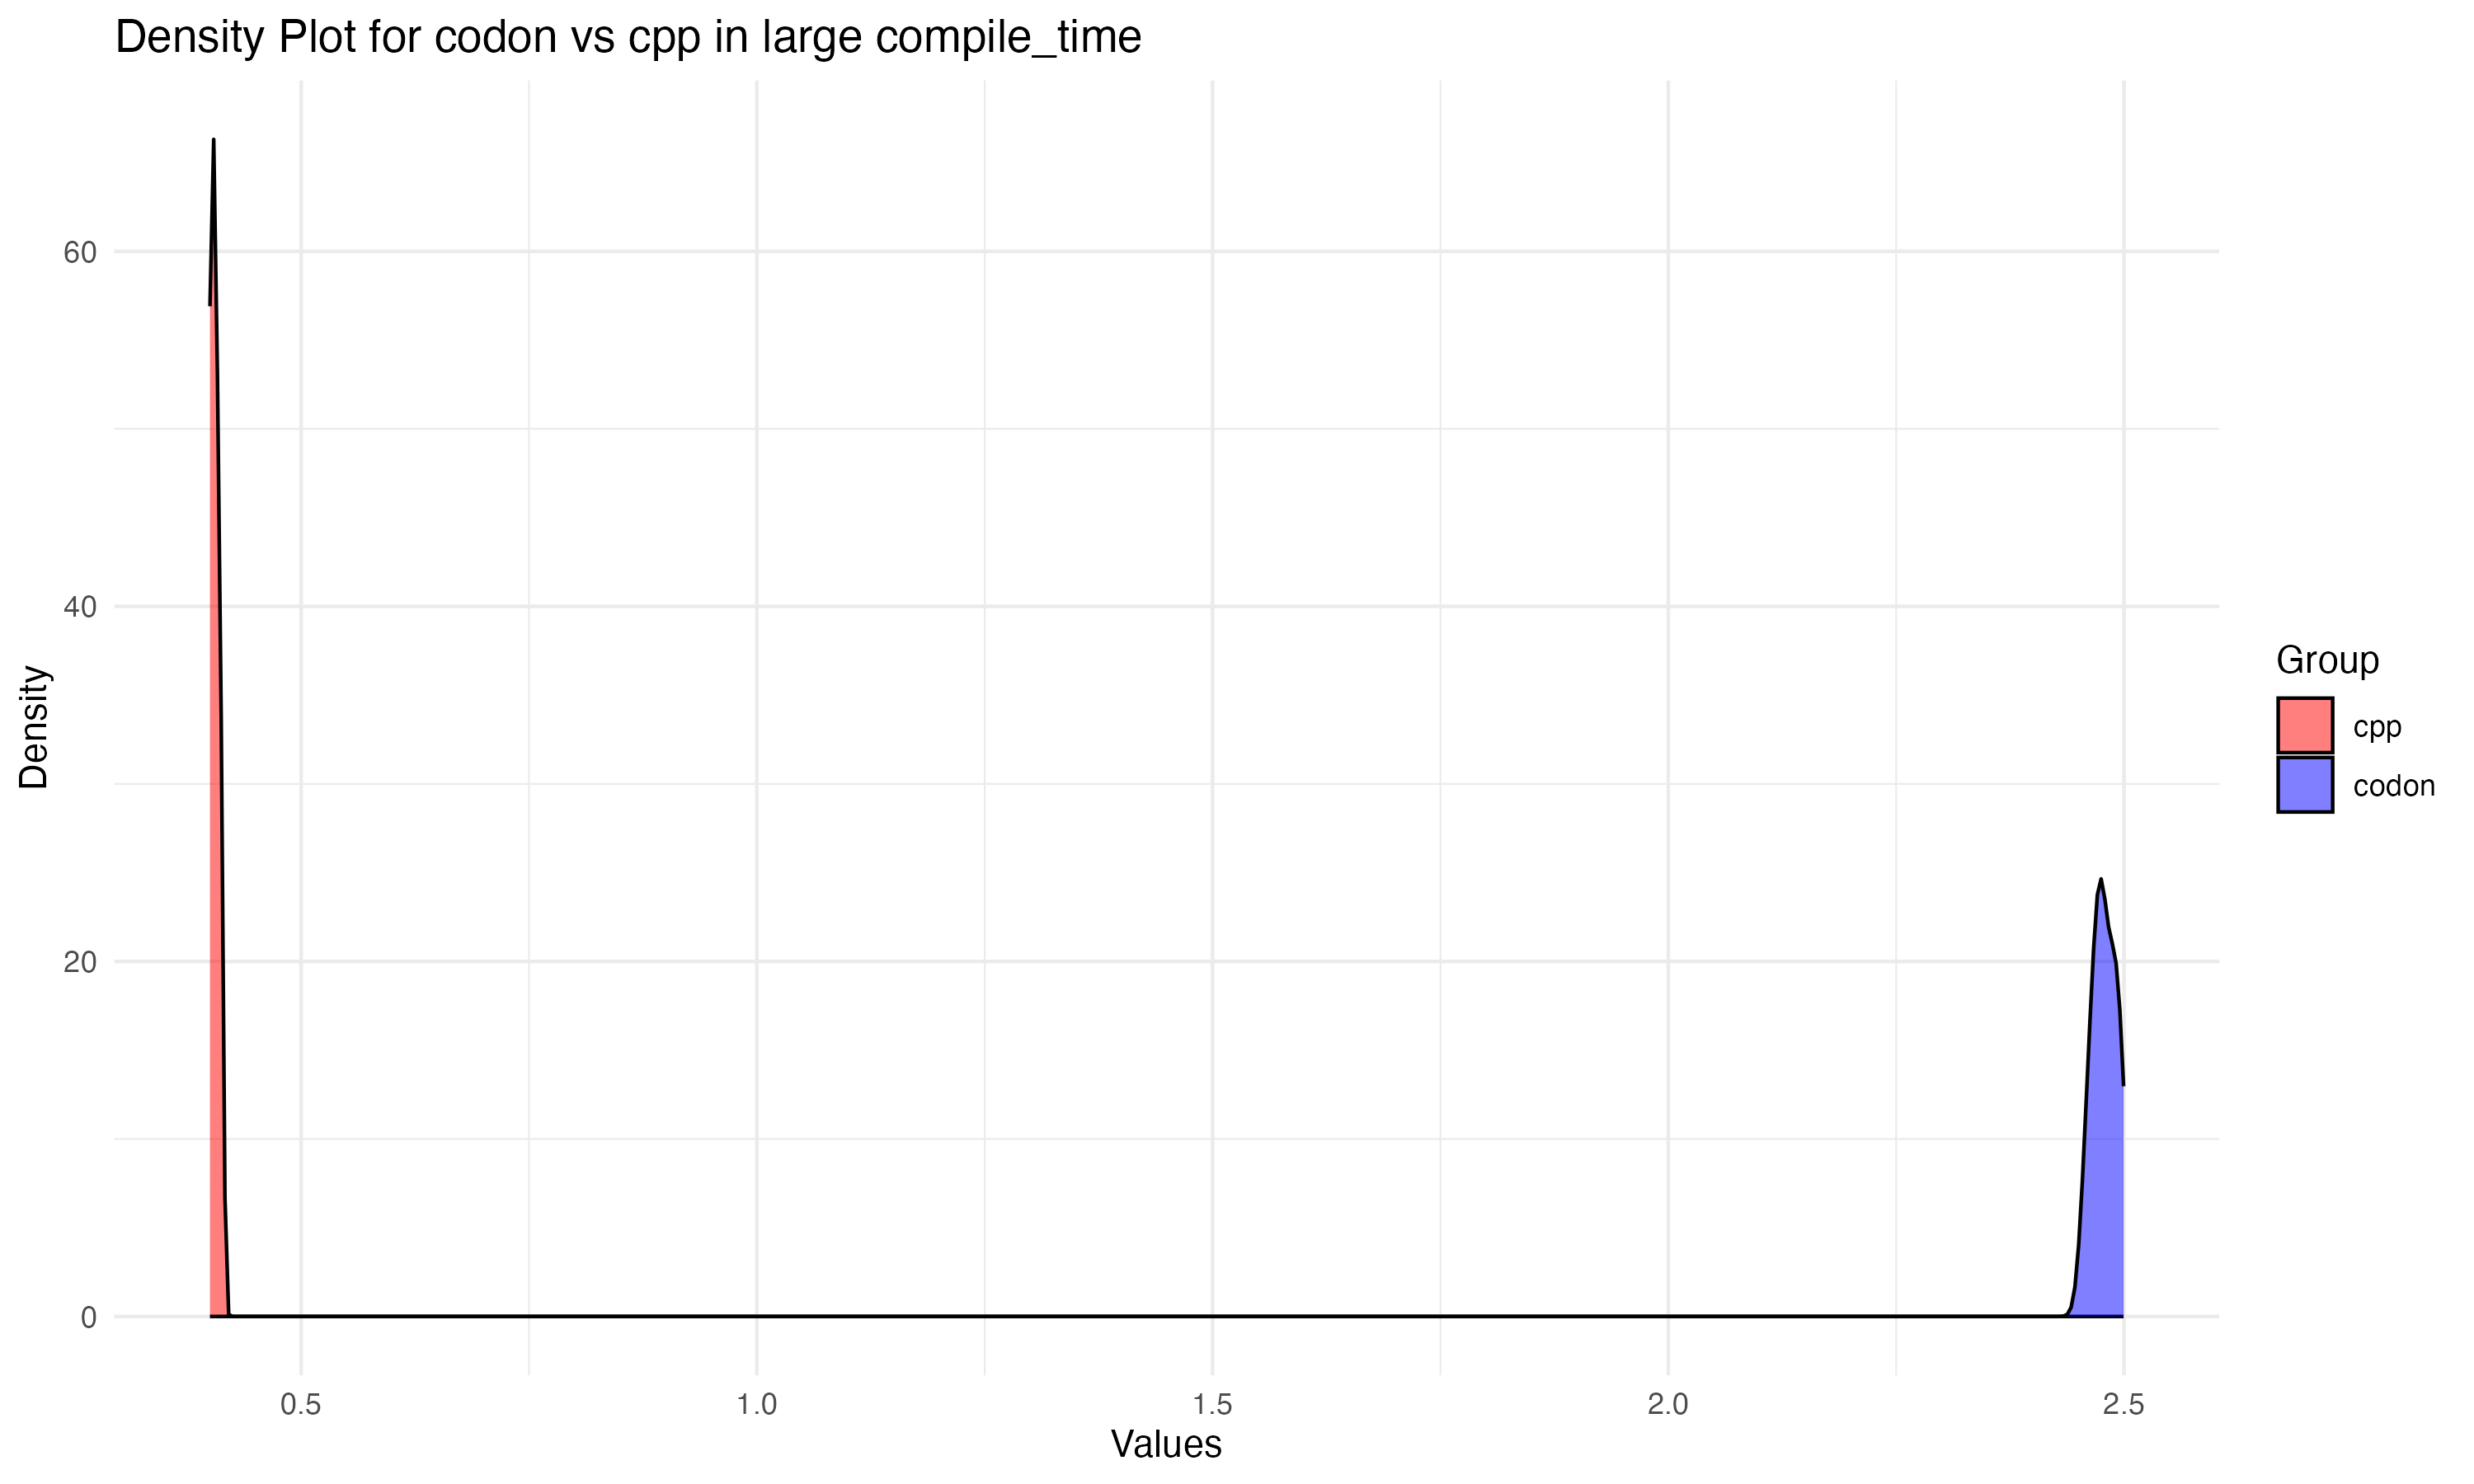 Density Plot for codon vs cpp in large compile_time
60
40
20
0
Density
0.5 1.0 1.5 2.0 2.5
Values
Group
cpp
codon